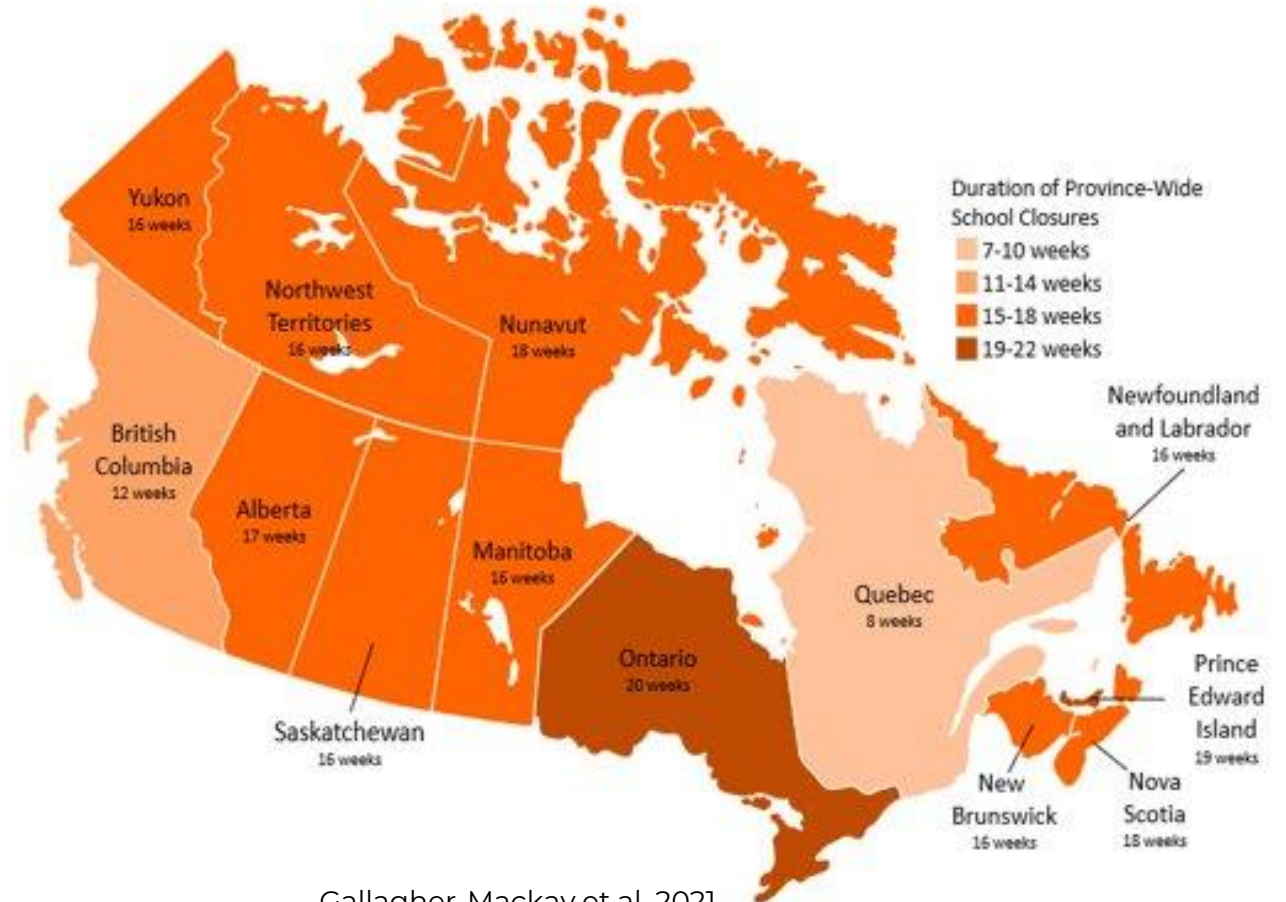 Yukon
16 weeks
Northwest
Territories
16 weeks
Nunavut
18 weeks
Duration of Province-Wide
School Closures
7-10 weeks
11-14 weeks
15-18 weeks
19-22 weeks
British
Columbia
12 weeks
Alberta
17 weeks
Saskatchewan
16 weeks
Manitoba
16 weeks
Ontario
20 weeks
Quebec
8 weeks
Newfoundland
and Labrador
16 weeks
Prince
Edward
Island
19 weeks
New
Brunswick
16 weeks
Nova
Scotia
18 weeks
Gallagher-Mackay et al, 2021